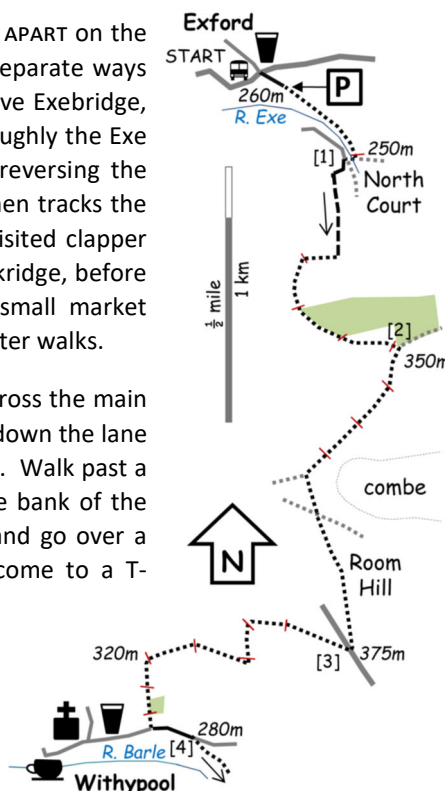 APART on the
eparate ways
ve Exebridge,
ughly the Exe
reversing the
en tracks the
isited clapper
kridge, before
small market
ter walks.
ross the main
down the lane
. Walk past a
e bank of the
and go over a
come to a T-
Exford
START
P
260m
R. Exe
[1]
250m
North
Court
½ mile
1 km
[2]
350m
combe
N
Room
Hill
320m
[3]
375m
280m
R. Barle
[4]
Withypool